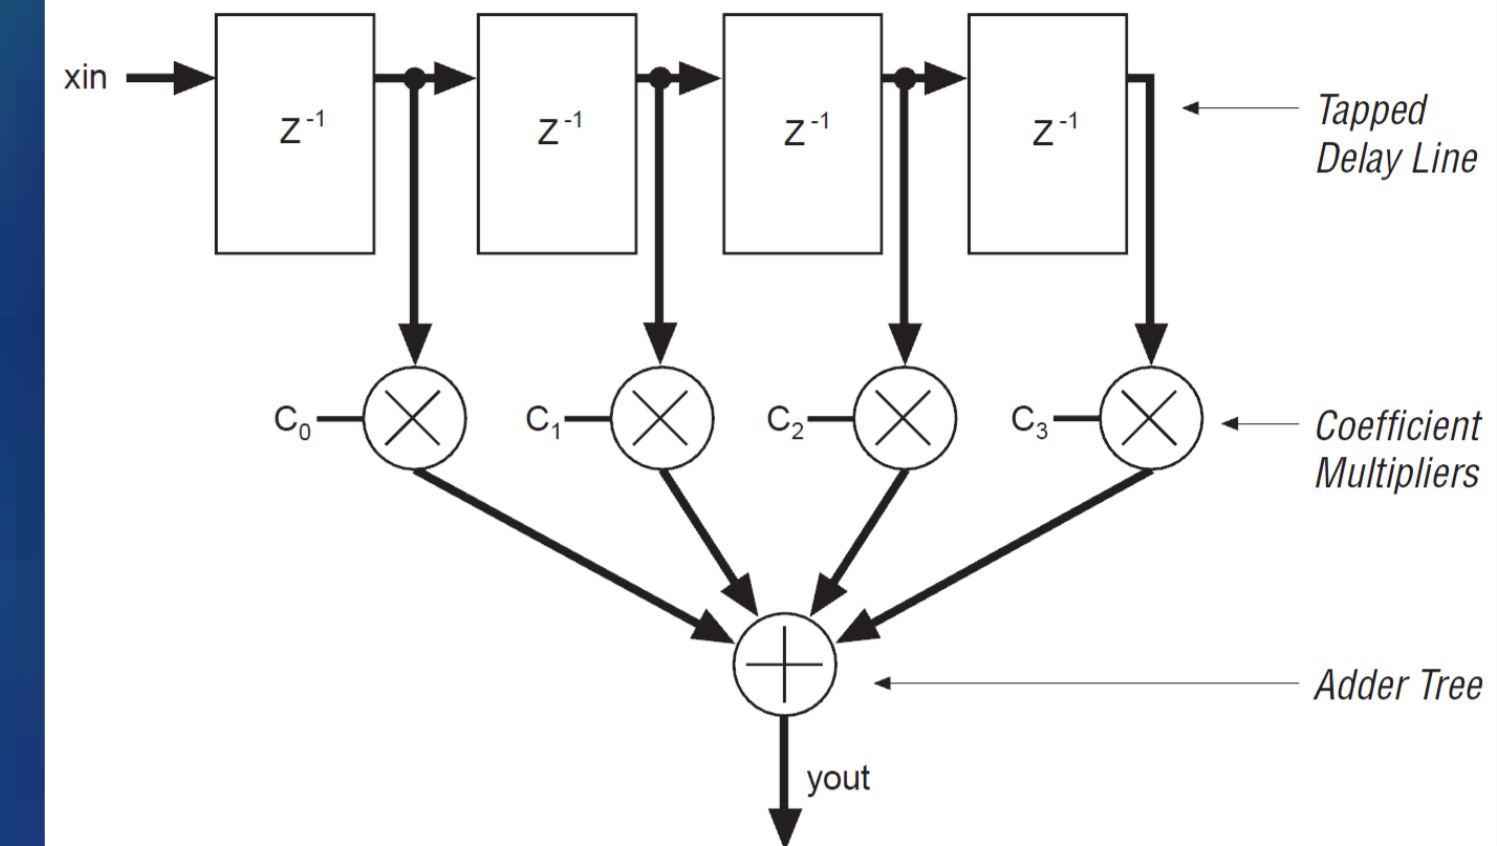 xin
Z⁻¹
Z⁻¹
Z⁻¹
Z⁻¹
Tapped
Delay Line
C₀
C₁
C₂
C₃
Coefficient
Multipliers
Adder Tree
yout